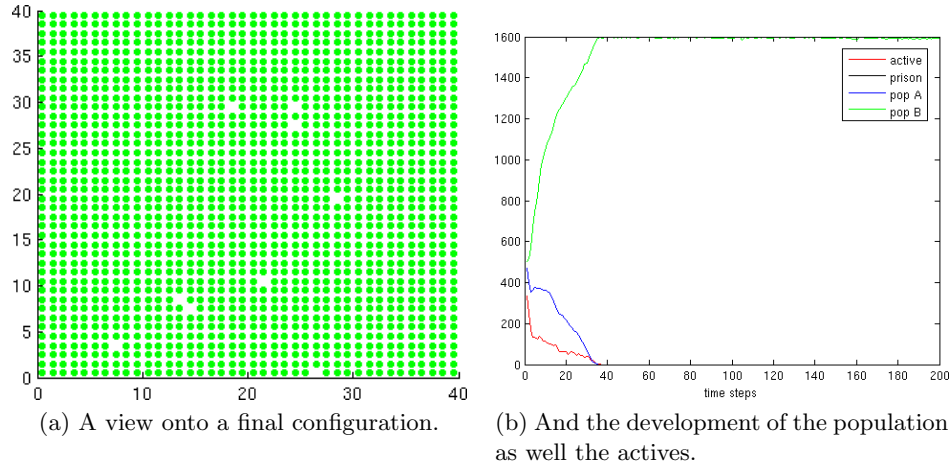 40
35
30
25
20
15
10
5
0
0 10 20 30 40
(a) A view onto a final configuration.
1600
1400
1200
1000
800
600
400
200
0
0 20 40 60 80 100 120 140 160 180 200
time steps
active
prison
pop A
pop B
(b) And the development of the population
as well the actives.